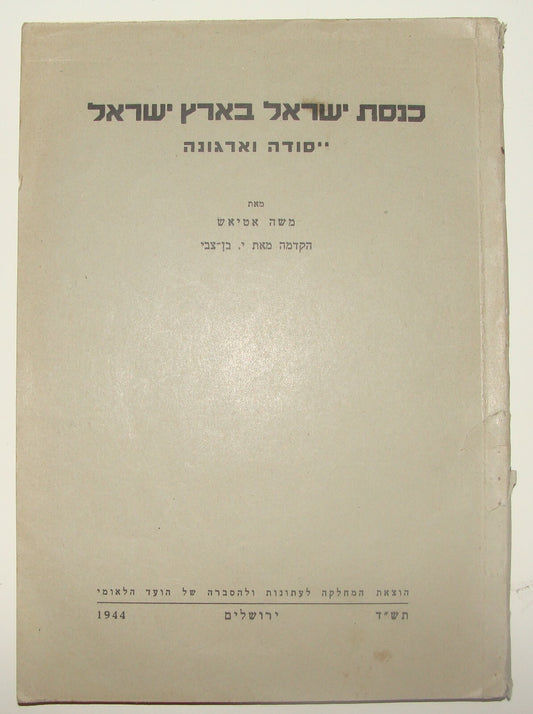 כנסת ישראל בארץ ישראל
ייסודה וארגונה
מאת
משה אטיאש
הקדמה מאת י. בן-צבי
הוצאת המחלקה לעתונות ולהסברה של הועד הלאומי
תש"ד ירושלים 1944